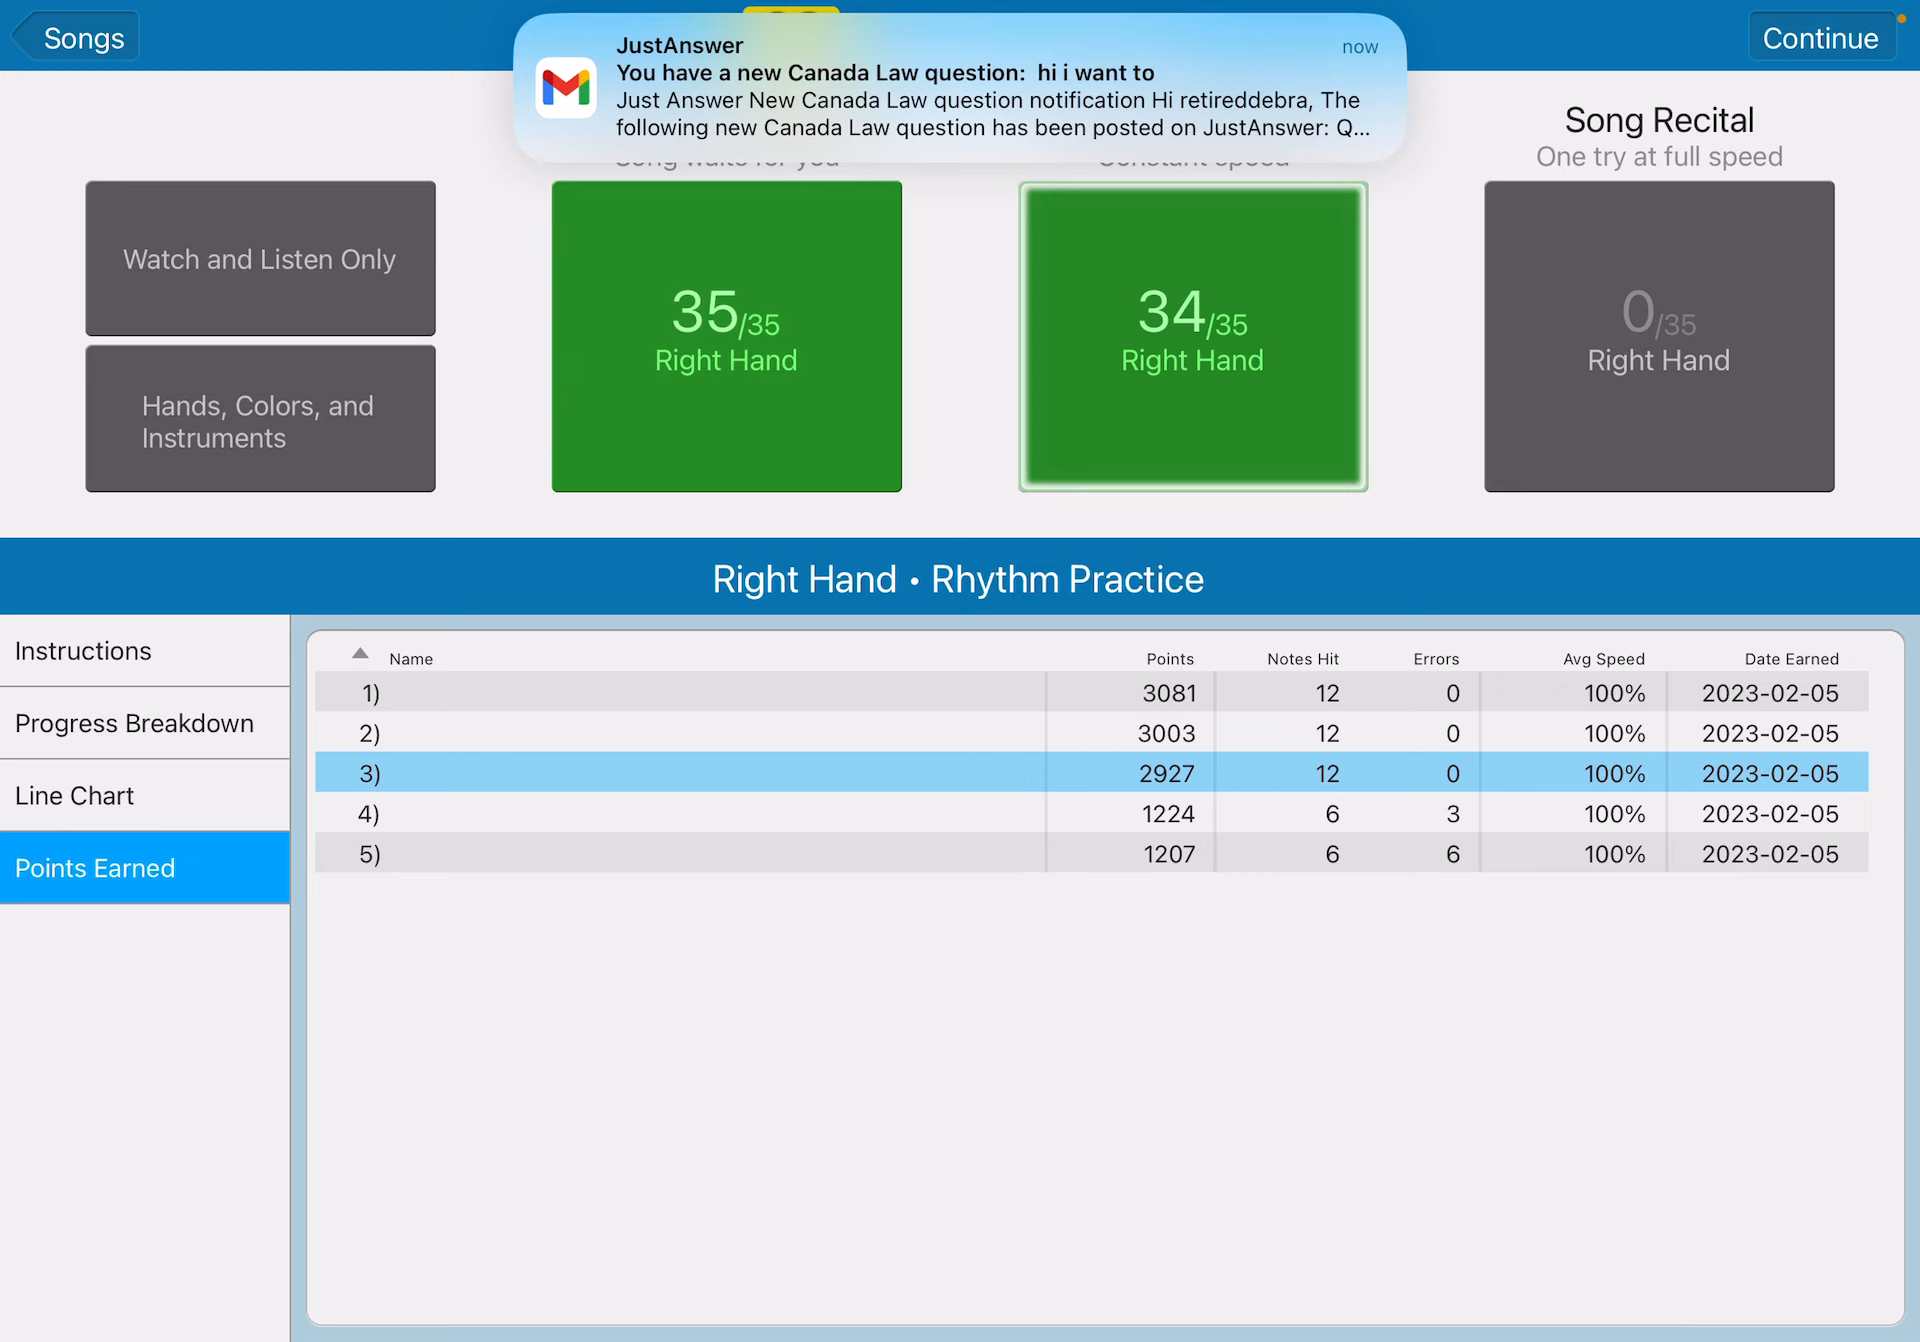 Songs
JustAnswer
now
You have a new Canada Law question: hi i want to
Just Answer New Canada Law question notification Hi retireddebra, The
following new Canada Law question has been posted on JustAnswer: Q...
Continue
Song waits for you
Constant speed
Song Recital
One try at full speed
Watch and Listen Only
Hands, Colors, and
Instruments
35/35
Right Hand
34/35
Right Hand
0/35
Right Hand
Right Hand • Rhythm Practice
Instructions
Progress Breakdown
Line Chart
Points Earned
Name Points Notes Hit Errors Avg Speed Date Earned
1) 3081 12 0 100% 2023-02-05
2) 3003 12 0 100% 2023-02-05
3) 2927 12 0 100% 2023-02-05
4) 1224 6 3 100% 2023-02-05
5) 1207 6 6 100% 2023-02-05